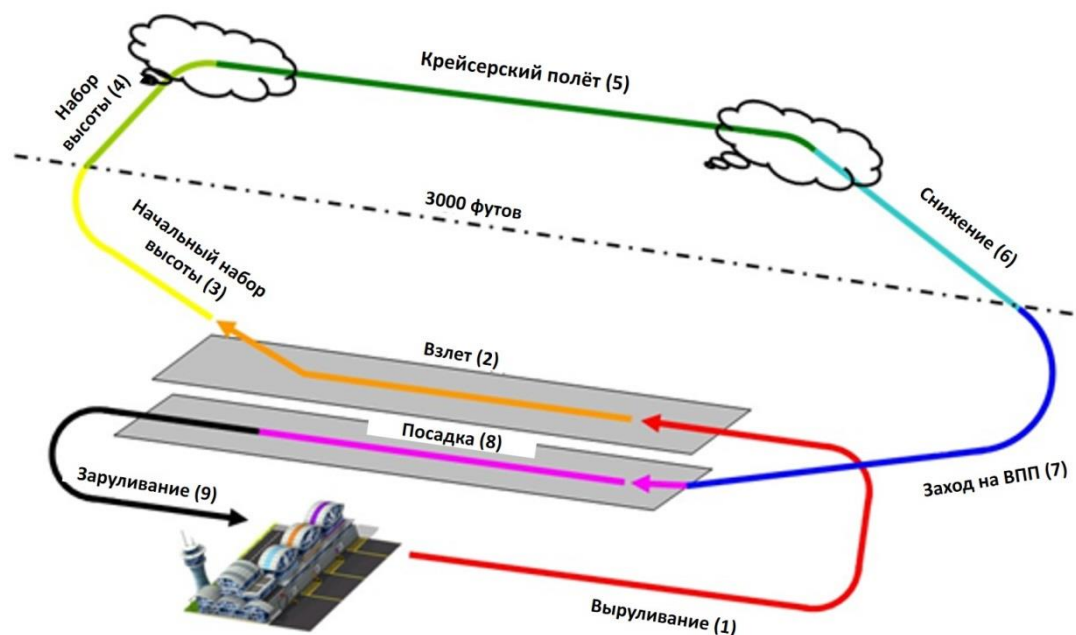 Крейсерский полёт (5)
Набор
высоты (4)
3000 футов
Снижение (6)
Начальный набор
высоты (3)
Взлет (2)
Посадка (8)
Заход на ВПП (7)
Заруливание (9)
Выруливание (1)